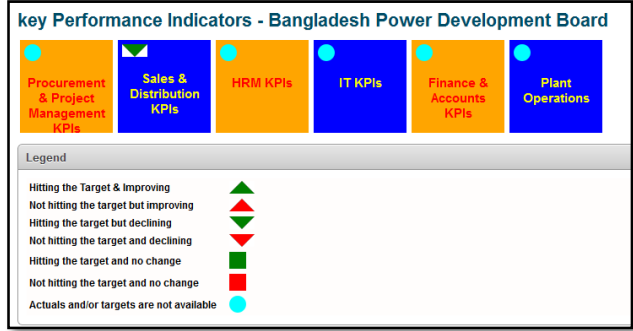 key Performance Indicators - Bangladesh Power Development Board
Procurement
& Project
Management
KPIs
Sales &
Distribution
KPIs
HRM KPIs
IT KPIs
Finance &
Accounts
KPIs
Plant
Operations
Legend
Hitting the Target & Improving
Not hitting the target but improving
Hitting the target but declining
Not hitting the target and declining
Hitting the target and no change
Not hitting the target and no change
Actuals and/or targets are not available